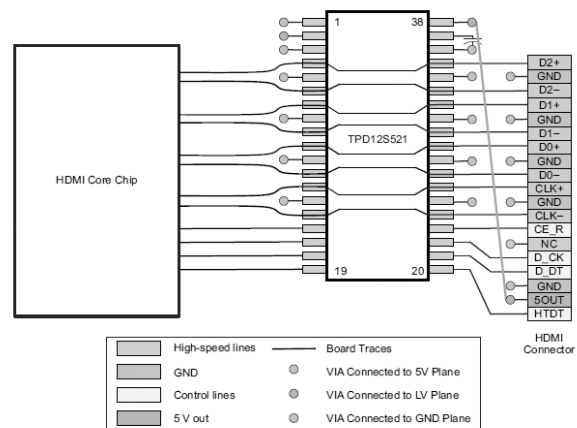 1 38
D2+
GND
D2–
D1+
GND
D1–
D0+
GND
D0–
CLK+
GND
CLK–
CE_R
NC
D_CK
D_DT
GND
5OUT
HTDT
TPD12S521
HDMI Core Chip
19 20
HDMI
Connector
High-speed lines
GND
Control lines
5 V out
Board Traces
VIA Connected to 5V Plane
VIA Connected to LV Plane
VIA Connected to GND Plane